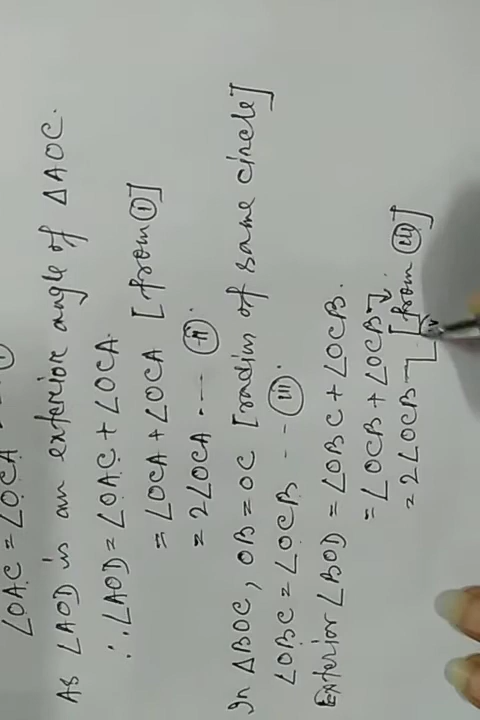 ∠OAC = ∠OCA --- (I)
As ∠AOD is an exterior angle of ΔAOC.
∴ ∠AOD = ∠OAC + ∠OCA.
= ∠OCA + ∠OCA [from (I)]
= 2∠OCA. --- (II)
In ΔBOC, OB = OC [radius of same circle]
∠OBC = ∠OCB --- (III)
Exterior ∠BOD = ∠OBC + ∠OCB.
= ∠OCB + ∠OCB [from (III)]
= 2∠OCB --